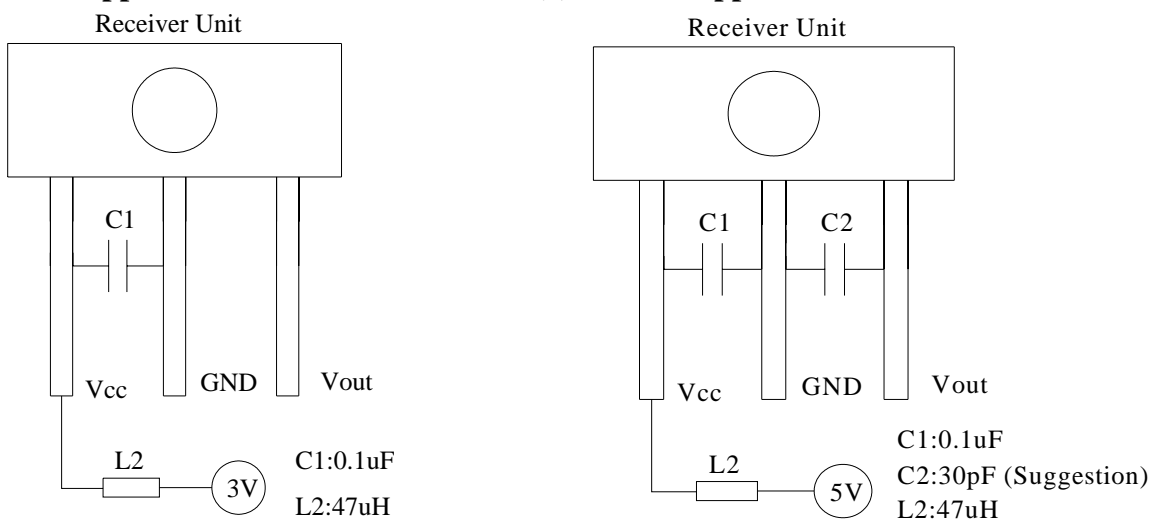 Receiver Unit
C1
Vcc
GND
Vout
L2
3V
C1:0.1uF
L2:47uH
Receiver Unit
C1
C2
Vcc
GND
Vout
L2
5V
C1:0.1uF
C2:30pF (Suggestion)
L2:47uH